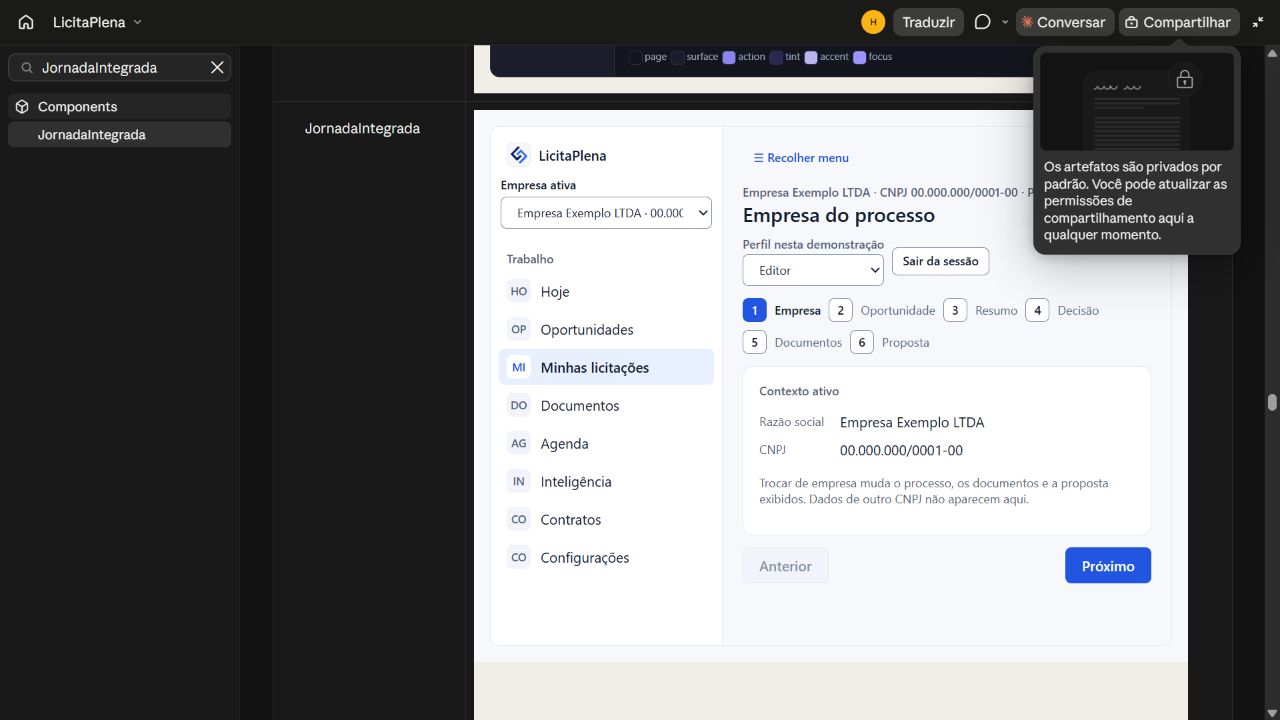 LicitaPlena
H
Traduzir
Conversar
Compartilhar
JornadaIntegrada
Components
JornadaIntegrada
page surface action tint accent focus
Os artefatos são privados por
padrão. Você pode atualizar as
permissões de
compartilhamento aqui a
qualquer momento.
JornadaIntegrada
LicitaPlena
Empresa ativa
Empresa Exemplo LTDA · 00.00
Trabalho
HO Hoje
OP Oportunidades
MI Minhas licitações
DO Documentos
AG Agenda
IN Inteligência
CO Contratos
CO Configurações
☰ Recolher menu
Empresa Exemplo LTDA · CNPJ 00.000.000/0001-00 ·
Empresa do processo
Perfil nesta demonstração
Editor
Sair da sessão
1 Empresa 2 Oportunidade 3 Resumo 4 Decisão
5 Documentos 6 Proposta
Contexto ativo
Razão social Empresa Exemplo LTDA
CNPJ 00.000.000/0001-00
Trocar de empresa muda o processo, os documentos e a proposta
exibidos. Dados de outro CNPJ não aparecem aqui.
Anterior
Próximo